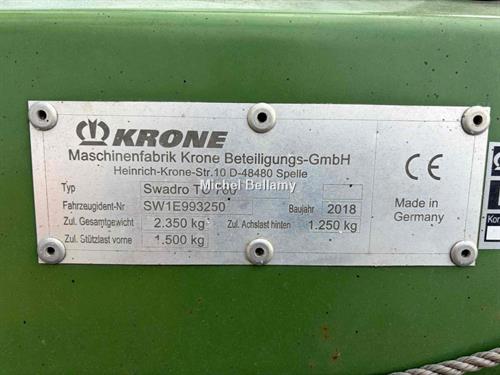 KRONE
Maschinenfabrik Krone Beteiligungs-GmbH
Heinrich-Krone-Str.10 D-48480 Spelle
Typ Swadro TC 760
Michel Bellamy
Fahrzeugident-Nr SW1E993250 Baujahr 2018
Zul. Gesamtgewicht 2.350 kg Zul. Achslast hinten 1.250 kg
Zul. Stützlast vorne 1.500 kg
CE
Made in
Germany
Kon